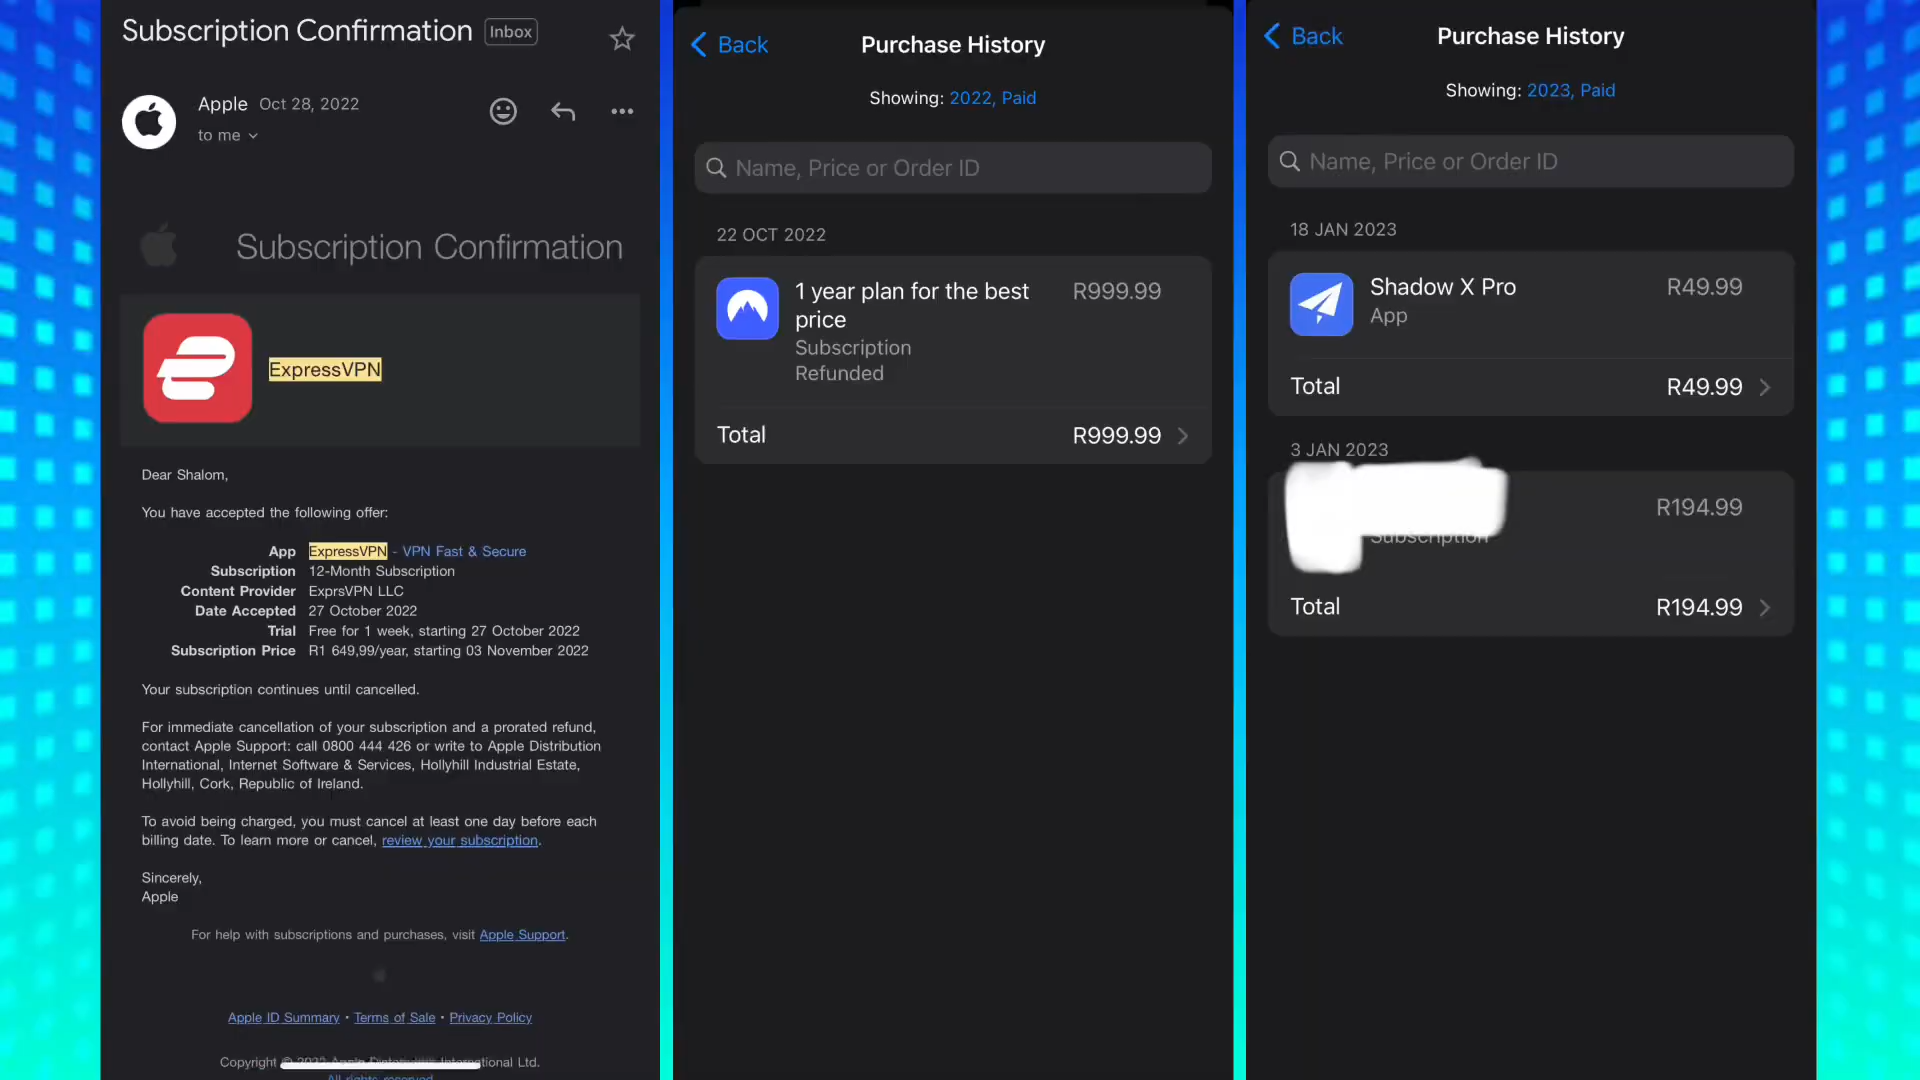 Subscription Confirmation Inbox
Apple Oct 28, 2022
to me
Subscription Confirmation
ExpressVPN
Dear Shalom,
You have accepted the following offer:
App ExpressVPN - VPN Fast & Secure
Subscription 12-Month Subscription
Content Provider ExprsVPN LLC
Date Accepted 27 October 2022
Trial Free for 1 week, starting 27 October 2022
Subscription Price R1 649,99/year, starting 03 November 2022
Your subscription continues until cancelled.
For immediate cancellation of your subscription and a prorated refund,
contact Apple Support: call 0800 444 426 or write to Apple Distribution
International, Internet Software & Services, Hollyhill Industrial Estate,
Hollyhill, Cork, Republic of Ireland.
To avoid being charged, you must cancel at least one day before each
billing date. To learn more or cancel, review your subscription.
Sincerely,
Apple
For help with subscriptions and purchases, visit Apple Support.
Apple ID Summary • Terms of Sale • Privacy Policy
Copyright © 2022 Apple Distribution International Ltd.
All rights reserved
Back Purchase History
Showing: 2022, Paid
Name, Price or Order ID
22 OCT 2022
1 year plan for the best R999.99
price
Subscription
Refunded
Total R999.99
Back Purchase History
Showing: 2023, Paid
Name, Price or Order ID
18 JAN 2023
Shadow X Pro R49.99
App
Total R49.99
3 JAN 2023
R194.99
Subscription
Total R194.99